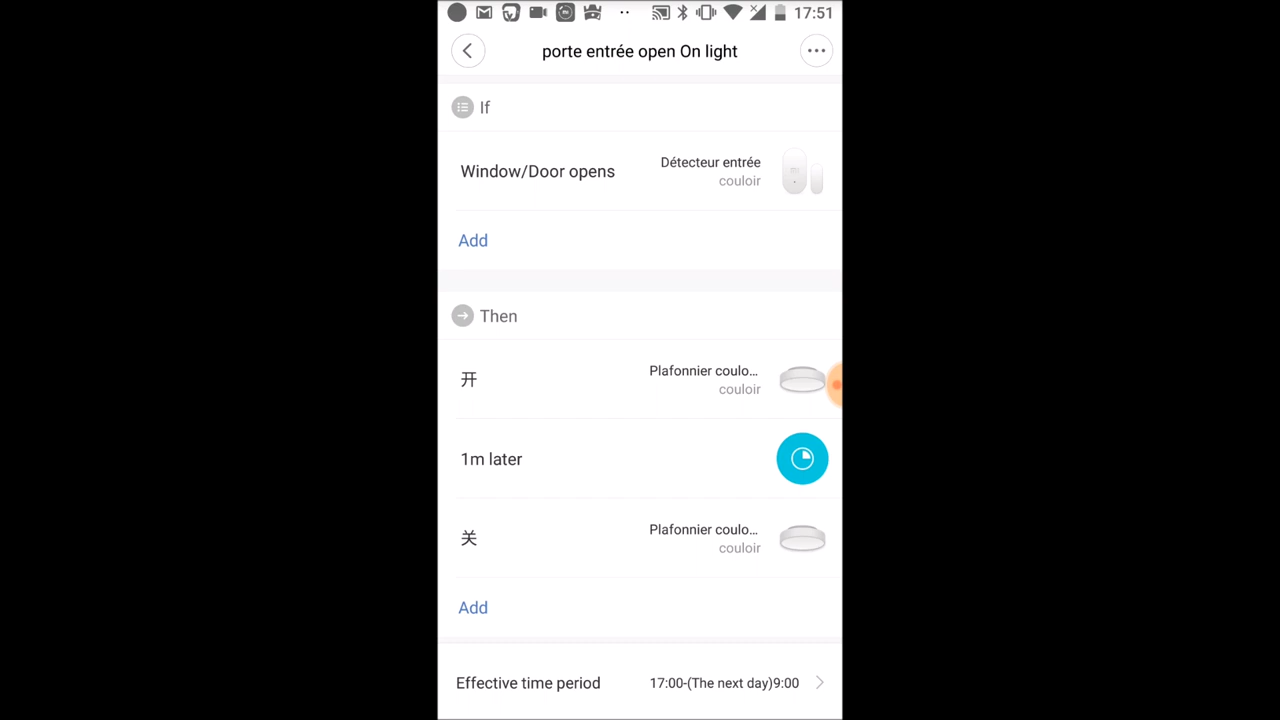 17:51
porte entrée open On light
If
Window/Door opens
Détecteur entrée
couloir
Add
Then
开
Plafonnier coulo...
couloir
1m later
关
Plafonnier coulo...
couloir
Add
Effective time period
17:00-(The next day)9:00